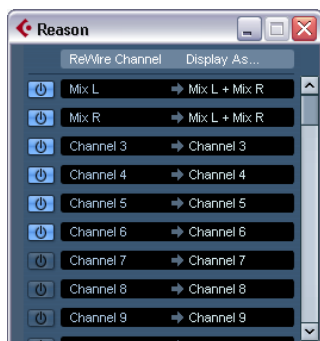 Reason
ReWire Channel Display As...
Mix L Mix L + Mix R
Mix R Mix L + Mix R
Channel 3 Channel 3
Channel 4 Channel 4
Channel 5 Channel 5
Channel 6 Channel 6
Channel 7 Channel 7
Channel 8 Channel 8
Channel 9 Channel 9